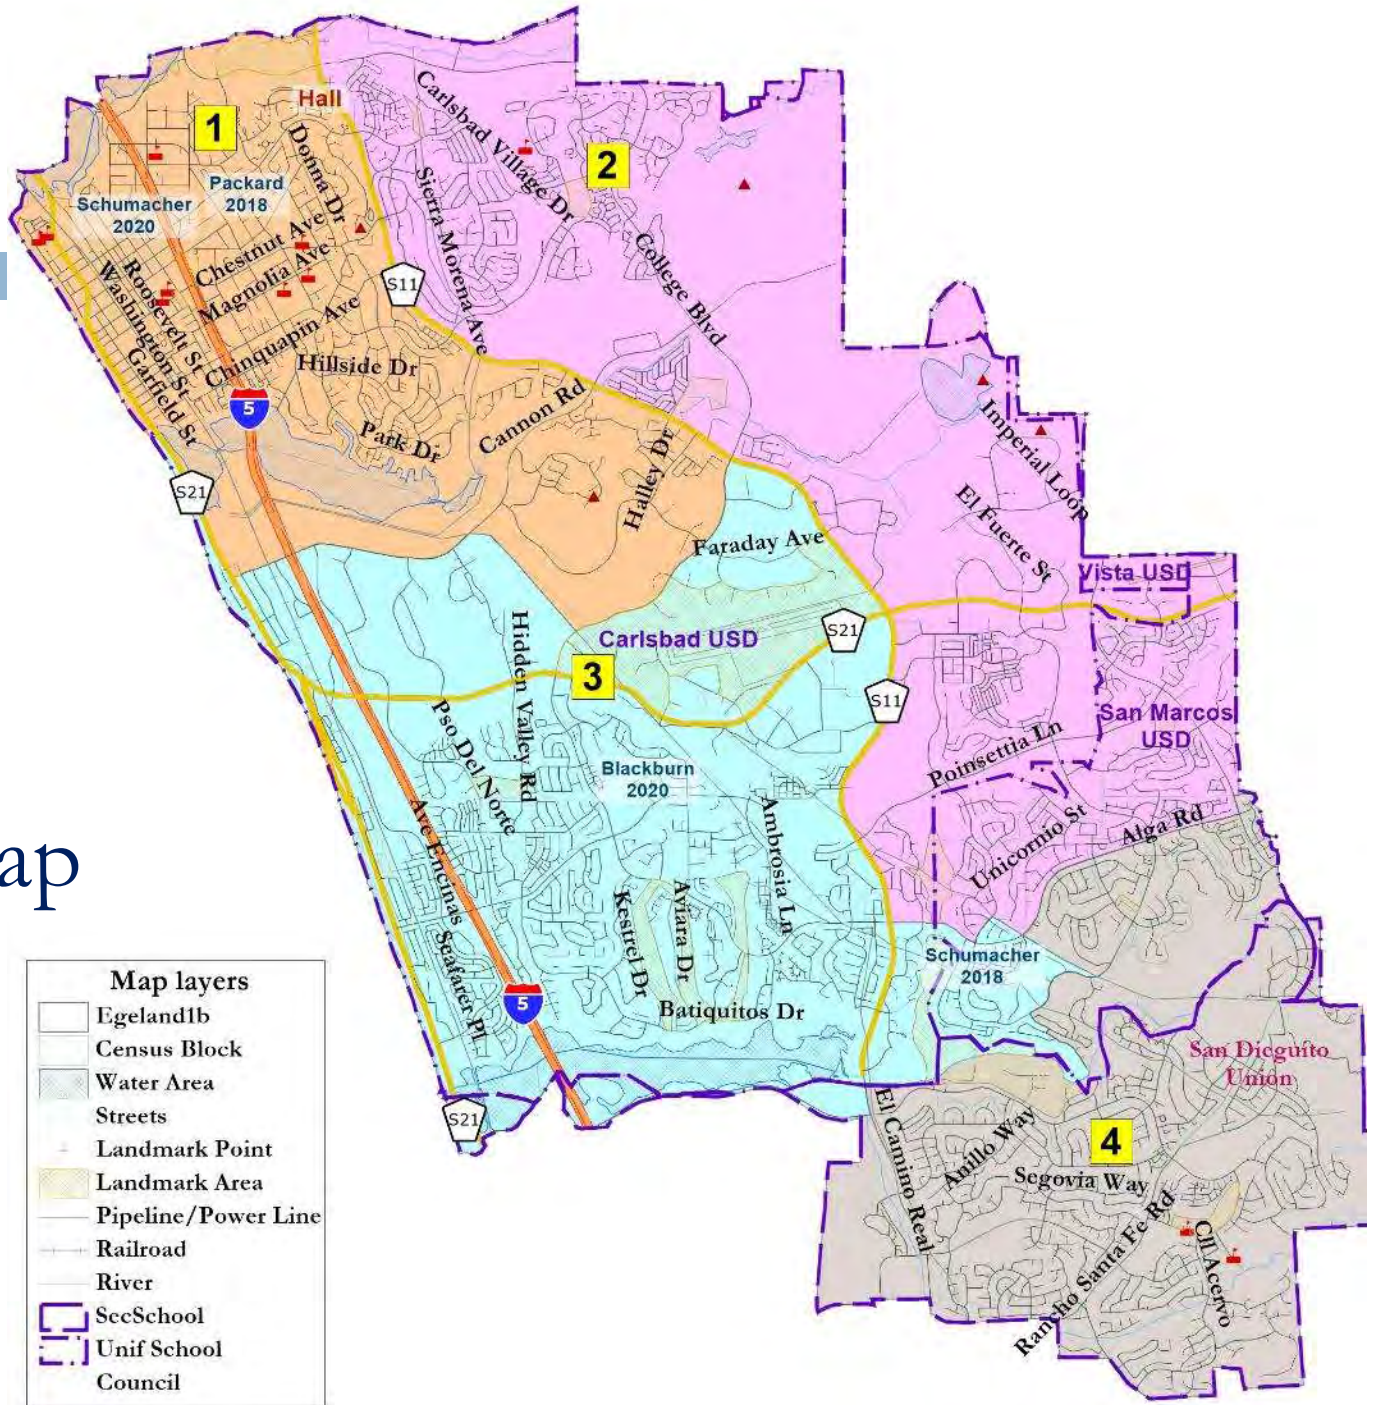 Hall
1
Carlsbad Village Dr
2
Donna Dr
Packard
2018
Schumacher
2020
Sierra Morena Ave
Chestnut Ave
Magnolia Ave
College Blvd
S11
Roosevelt St
Washington St
Garfield St
Chinquapin Ave
Hillside Dr
5
Park Dr
Cannon Rd
Halley Dr
Imperial Loop
S21
El Fuerte St
Faraday Ave
Vista USD
Hidden Valley Rd
Carlsbad USD
S21
3
S11
Pso Del Norte
San Marcos
USD
Poinsettia Ln
Blackburn
2020
Ave Encinas
Ambrosia Ln
Unicornio St
Alga Rd
ap
Kestrel Dr
Aviara Dr
Seafarer Pl
Schumacher
2018
5
Batiquitos Dr
San Dieguito
Union
S21
El Camino Real
Anillo Way
4
Segovia Way
Rancho Santa Fe Rd
Cll Acervo
Map layers
Egeland1b
Census Block
Water Area
Streets
Landmark Point
Landmark Area
Pipeline/Power Line
Railroad
River
SecSchool
Unif School
Council